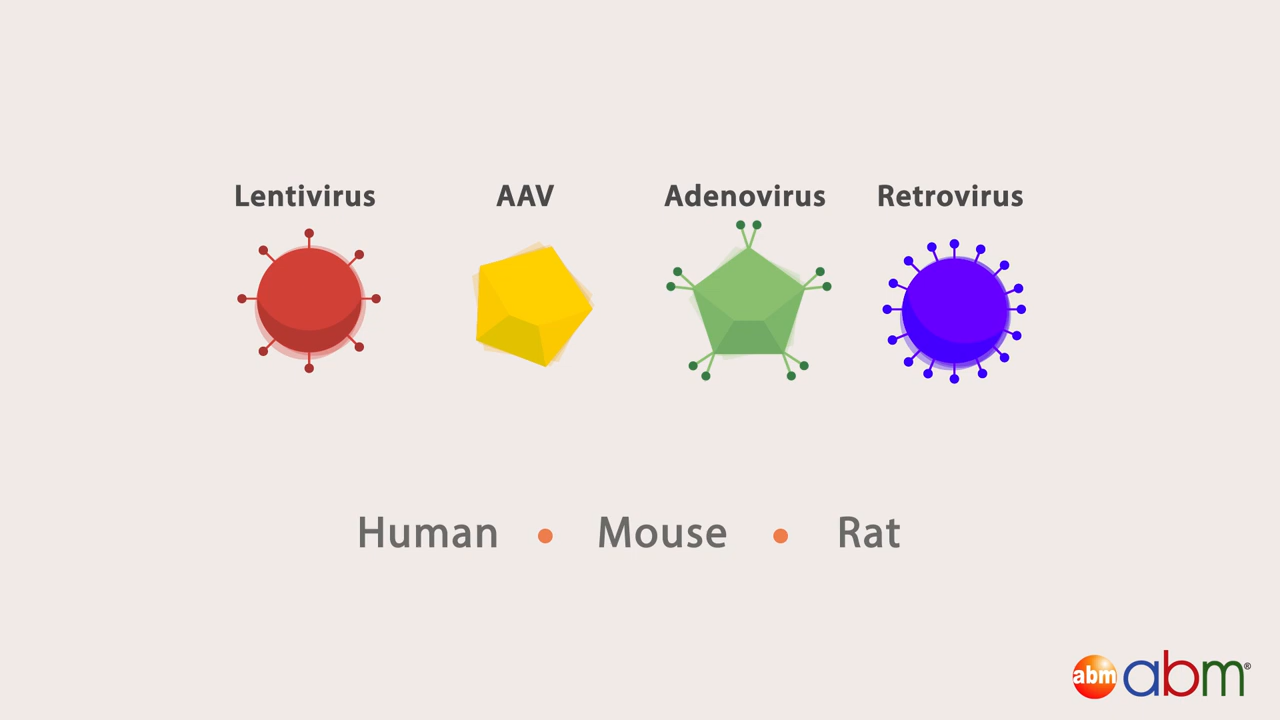 Lentivirus AAV Adenovirus Retrovirus
Human • Mouse • Rat
abm abm®